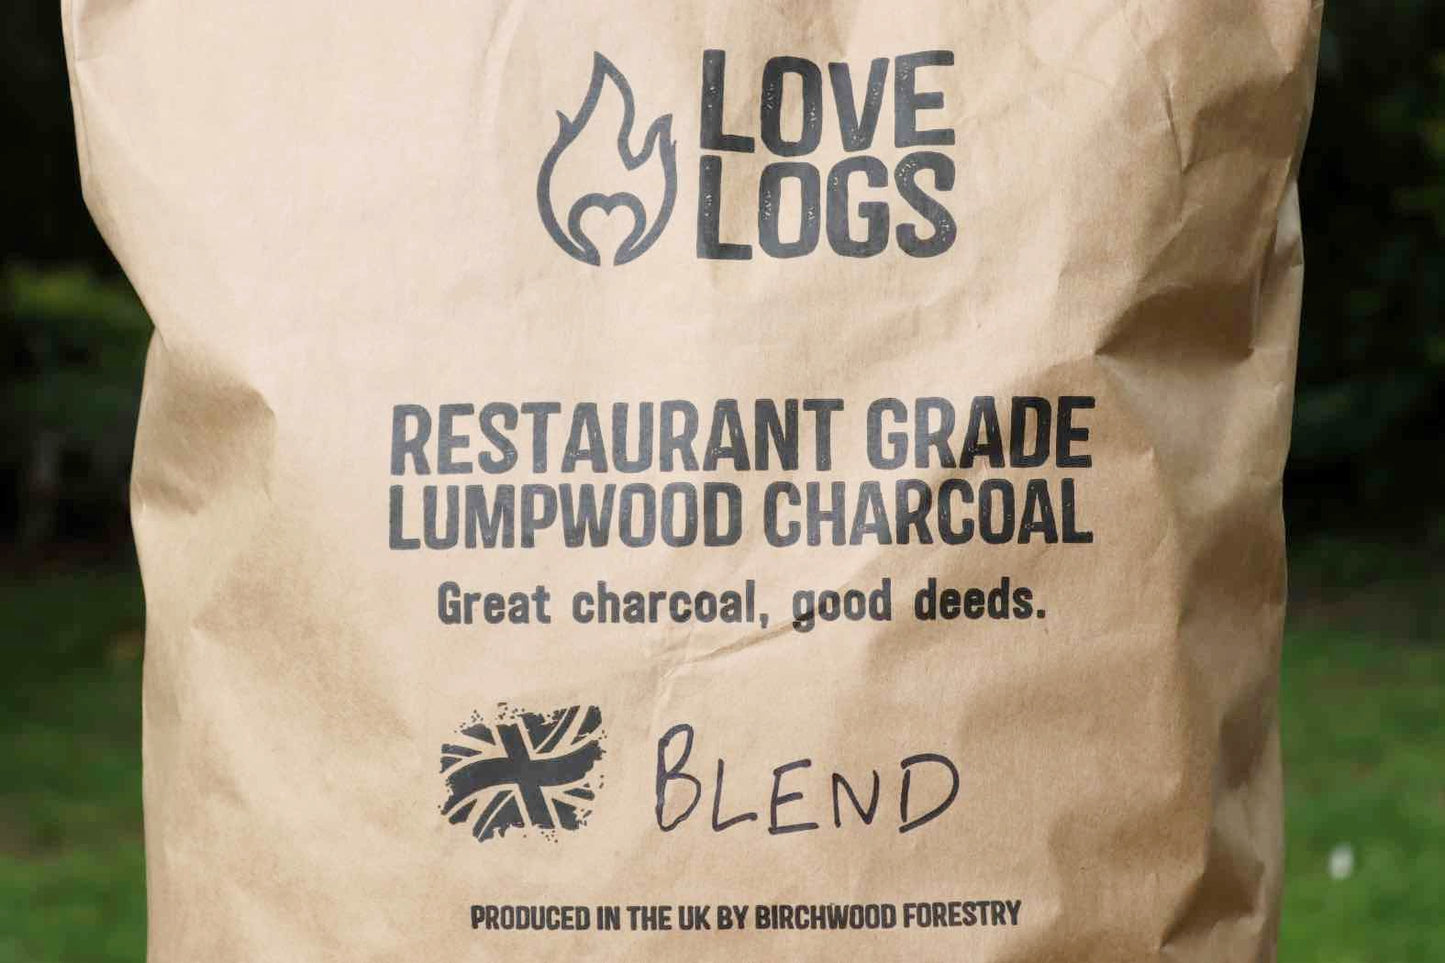 LOVE
LOGS
RESTAURANT GRADE
LUMPWOOD CHARCOAL
Great charcoal, good deeds.
BLEND
PRODUCED IN THE UK BY BIRCHWOOD FORESTRY